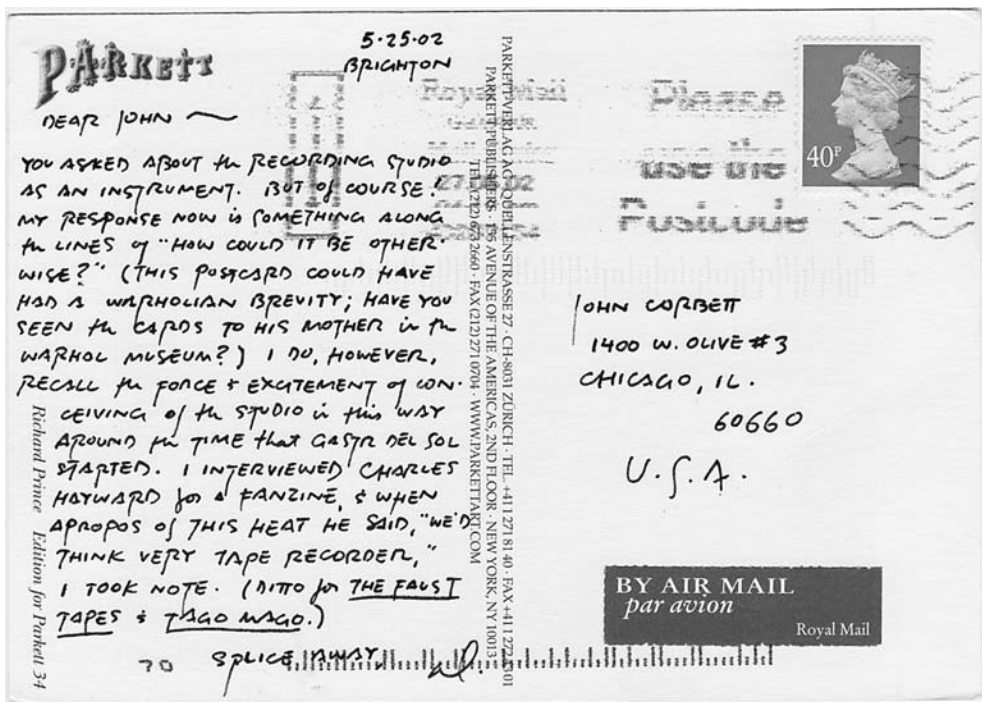 PARKETT
5·25·02
BRIGHTON
DEAR JOHN ~
YOU ASKED ABOUT the RECORDING STUDIO
AS AN INSTRUMENT. BUT of COURSE!
MY RESPONSE NOW is SOMETHING ALONG
the LINES of "HOW COULD IT BE OTHER-
WISE?" (THIS POSTCARD COULD HAVE
HAD A WARHOLIAN BREVITY; HAVE YOU
SEEN the CARDS TO HIS MOTHER in the
WARHOL MUSEUM?) I DO, HOWEVER,
RECALL the FORCE & EXCITEMENT of CON-
CEIVING of the STUDIO in this WAY
AROUND the TIME that GASTR DEL SOL
STARTED. I INTERVIEWED CHARLES
HAYWARD for A FANZINE, & WHEN
APROPOS of THIS HEAT HE SAID, "WE'D
THINK VERY TAPE RECORDER,"
I TOOK NOTE. (DITTO for THE FAUST
TAPES & TAGO MAGO.)
SPLICE AWAY,
D.
70
Richard Prince Edition for Parkett 34
PARKETT-VERLAG AG · QUELLENSTRASSE 27 · CH-8031 ZÜRICH · TEL. +41 1 271 81 40 · FAX +41 1 272 43 01
PARKETT PUBLISHERS · 155 AVENUE OF THE AMERICAS, 2ND FLOOR · NEW YORK, NY 10013
TEL (212) 673 2660 · FAX (212) 271 0704 · WWW.PARKETTART.COM
Royal Mail
Please
use the
Postcode
40P
JOHN CORBETT
1400 W. OLIVE #3
CHICAGO, IL.
60660
U.S.A.
BY AIR MAIL
par avion
Royal Mail